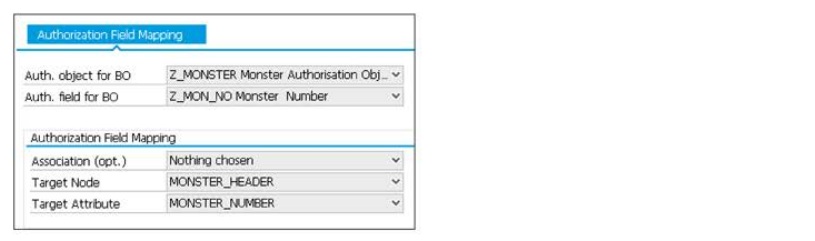 Authorization Field Mapping
Auth. object for BO Z_MONSTER Monster Authorisation Obj...
Auth. field for BO Z_MON_NO Monster Number
Authorization Field Mapping
Association (opt.) Nothing chosen
Target Node MONSTER_HEADER
Target Attribute MONSTER_NUMBER